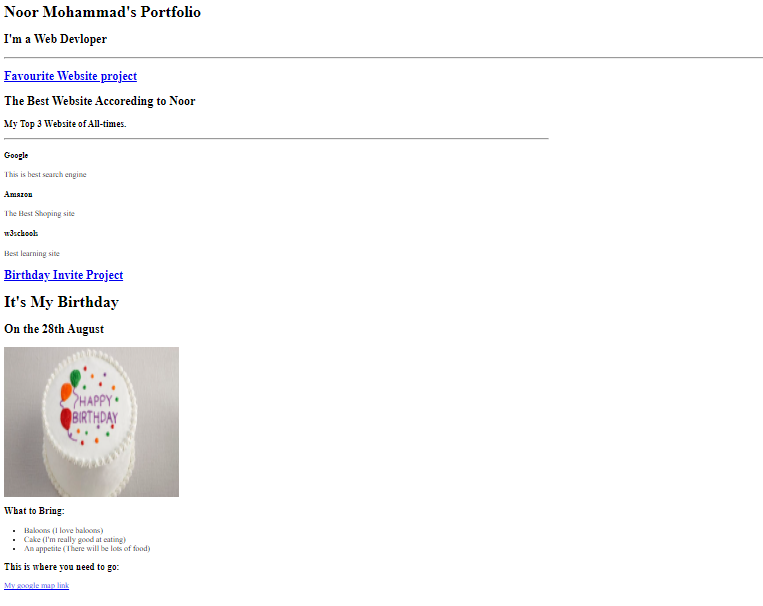 Noor Mohammad's Portfolio
I'm a Web Devloper
Favourite Website project
The Best Website Accoreding to Noor
My Top 3 Website of All-times.
Google
This is best search engine
Amazon
The Best Shoping site
w3schools
Best learning site
Birthday Invite Project
It's My Birthday
On the 28th August
HAPPY
BIRTHDAY
What to Bring:
Baloons (I love baloons)
Cake (I'm really good at eating)
An appetite (There will be lots of food)
This is where you need to go:
My google map link